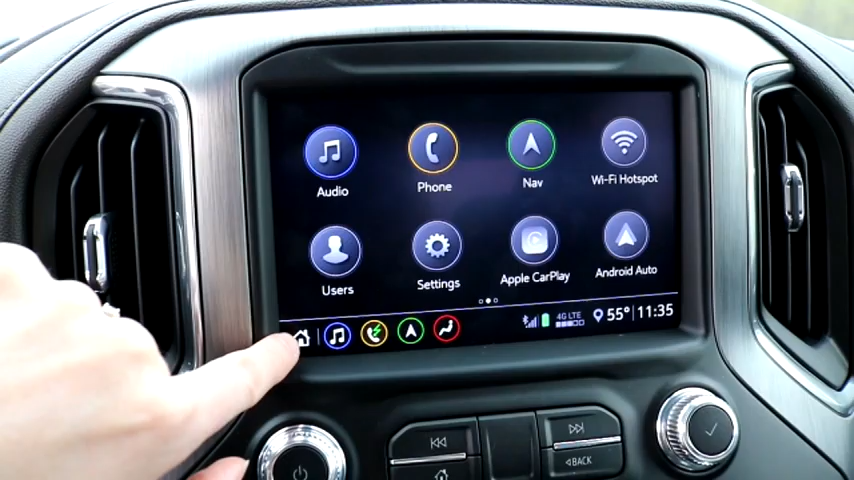 Audio
Phone
Nav
Wi-Fi Hotspot
Users
Settings
Apple CarPlay
Android Auto
4G LTE
55°
11:35
BACK